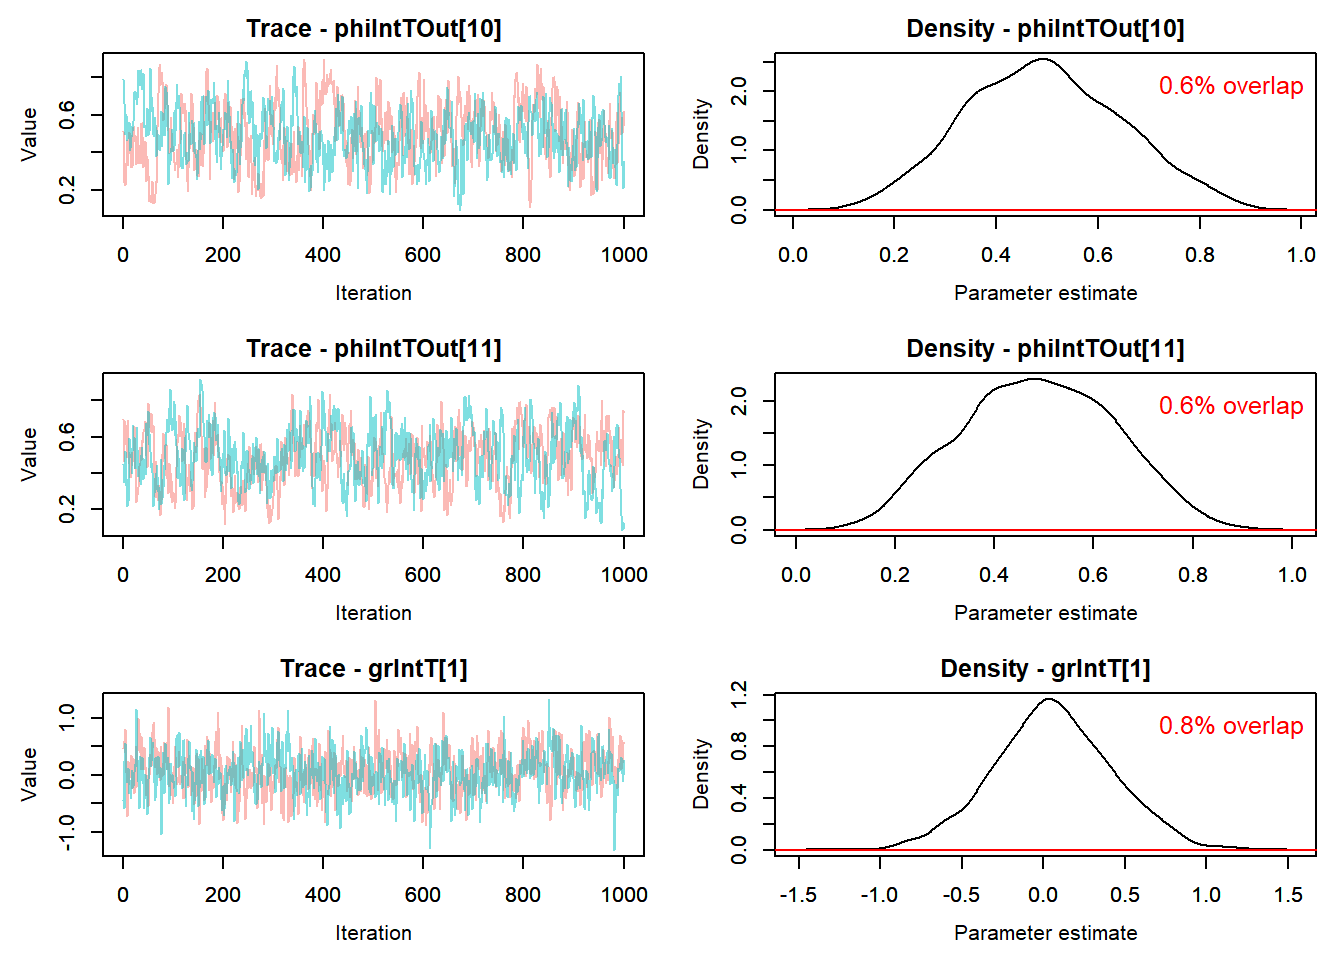 Trace - phiIntTOut[10]
Value
0.2 0.6
0 200 400 600 800 1000
Iteration
Density - phiIntTOut[10]
0.6% overlap
Density
0.0 1.0 2.0
0.0 0.2 0.4 0.6 0.8 1.0
Parameter estimate
Trace - phiIntTOut[11]
Value
0.2 0.6
0 200 400 600 800 1000
Iteration
Density - phiIntTOut[11]
0.6% overlap
Density
0.0 1.0 2.0
0.0 0.2 0.4 0.6 0.8 1.0
Parameter estimate
Trace - grIntT[1]
Value
-1.0 0.0 1.0
0 200 400 600 800 1000
Iteration
Density - grIntT[1]
0.8% overlap
Density
0.0 0.4 0.8 1.2
-1.5 -1.0 -0.5 0.0 0.5 1.0 1.5
Parameter estimate